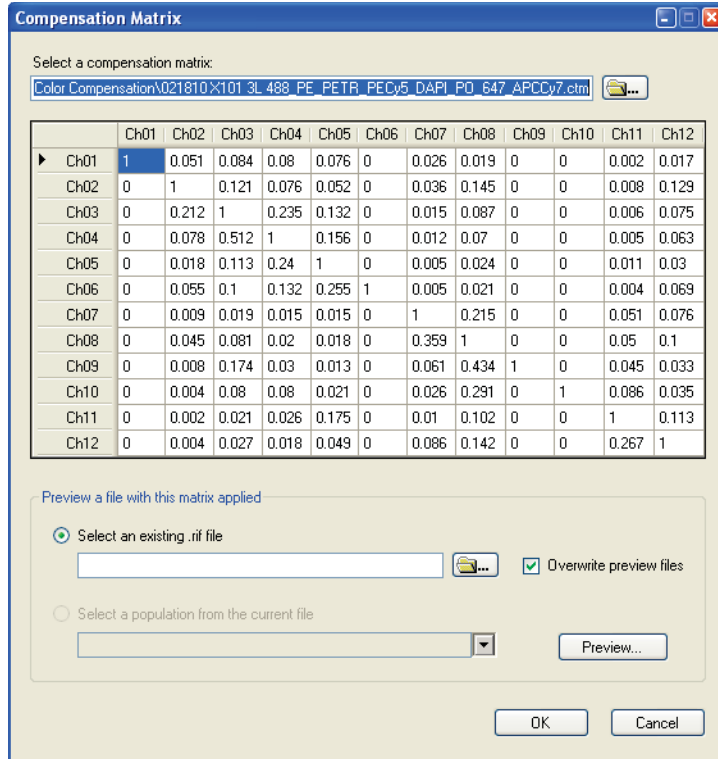 Compensation Matrix
Select a compensation matrix:
Color Compensation\021810 X101 3L 488_PE_PETR_PECy5_DAPI_PO_647_APCCy7.ctm ...
Ch01 Ch02 Ch03 Ch04 Ch05 Ch06 Ch07 Ch08 Ch09 Ch10 Ch11 Ch12
Ch01 1 0.051 0.084 0.08 0.076 0 0.026 0.019 0 0 0.002 0.017
Ch02 0 1 0.121 0.076 0.052 0 0.036 0.145 0 0 0.008 0.129
Ch03 0 0.212 1 0.235 0.132 0 0.015 0.087 0 0 0.006 0.075
Ch04 0 0.078 0.512 1 0.156 0 0.012 0.07 0 0 0.005 0.063
Ch05 0 0.018 0.113 0.24 1 0 0.005 0.024 0 0 0.011 0.03
Ch06 0 0.055 0.1 0.132 0.255 1 0.005 0.021 0 0 0.004 0.069
Ch07 0 0.009 0.019 0.015 0.015 0 1 0.215 0 0 0.051 0.076
Ch08 0 0.045 0.081 0.02 0.018 0 0.359 1 0 0 0.05 0.1
Ch09 0 0.008 0.174 0.03 0.013 0 0.061 0.434 1 0 0.045 0.033
Ch10 0 0.004 0.08 0.08 0.021 0 0.026 0.291 0 1 0.086 0.035
Ch11 0 0.002 0.021 0.026 0.175 0 0.01 0.102 0 0 1 0.113
Ch12 0 0.004 0.027 0.018 0.049 0 0.086 0.142 0 0 0.267 1
Preview a file with this matrix applied
Select an existing .rif file
... Overwrite preview files
Select a population from the current file
Preview...
OK Cancel